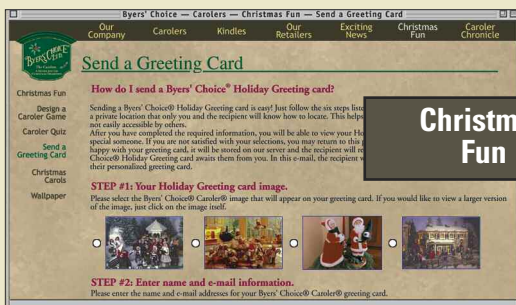 Byers' Choice — Carolers — Christmas Fun — Send a Greeting Card
Our Company
Carolers
Kindles
Our Retailers
Exciting News
Christmas Fun
Caroler Chronicle
BYERS' CHOICE LTD.
Send a Greeting Card
Christmas Fun
Design a
Caroler Game
Caroler Quiz
Send a
Greeting Card
Christmas
Carols
Wallpaper
How do I send a Byers' Choice® Holiday Greeting card?
Sending a Byers' Choice® Holiday Greeting card is easy! Just follow the six steps
a private location that only you and the recipient will know how to locate. This helps
not easily accessible by others.
After you have completed the required information, you will be able to view your
special someone. If you are not satisfied with your selections, you may return to this
happy with your greeting card, it will be stored on our server and the recipient will
Choice® Holiday Greeting card awaits them from you. In this e-mail, the recipient
their personalized greeting card.
Christm
Fun
STEP #1: Your Holiday Greeting card image.
Please select the Byers' Choice® Caroler® image that will appear on your greeting card. If you would like to view a larger version
of the image, just click on the image itself.
STEP #2: Enter name and e-mail information.
Please enter the name and e-mail addresses for your Byers' Choice® Caroler® greeting card.